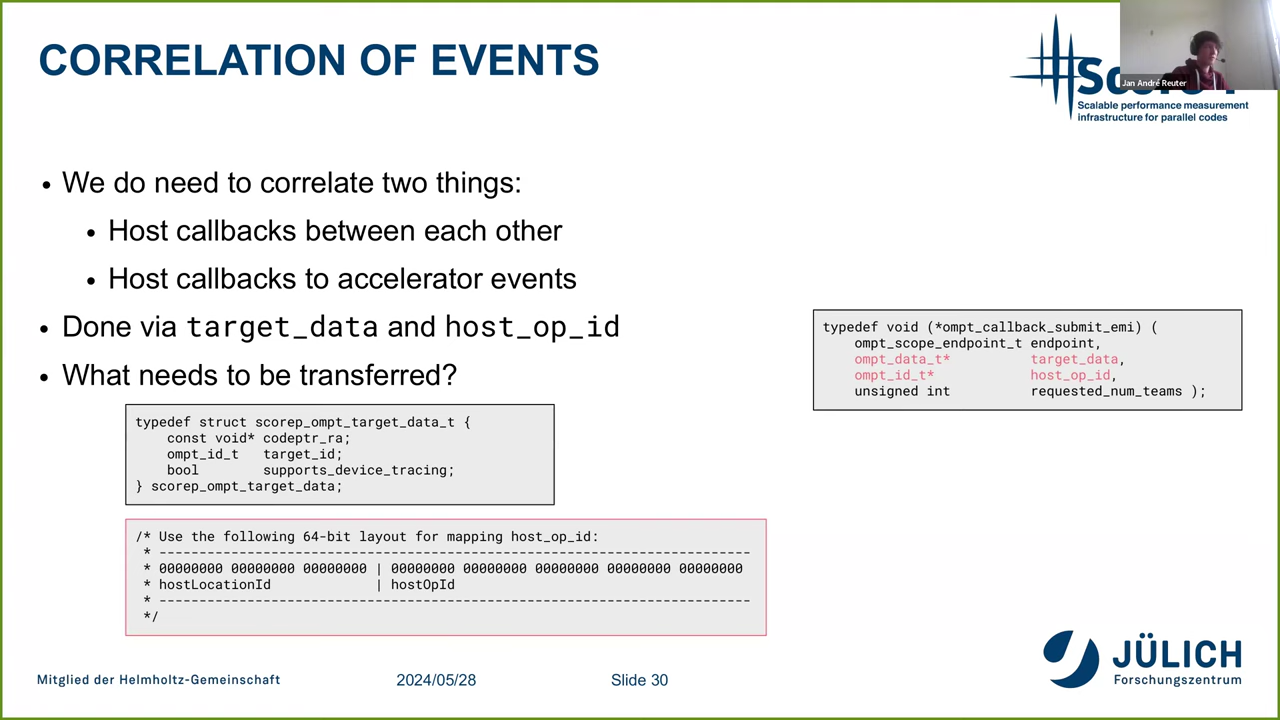 CORRELATION OF EVENTS
Jan André Reuter
Scalable performance measurement
infrastructure for parallel codes
• We do need to correlate two things:
• Host callbacks between each other
• Host callbacks to accelerator events
• Done via target_data and host_op_id
• What needs to be transferred?
typedef void (*ompt_callback_submit_emi) (
ompt_scope_endpoint_t endpoint,
ompt_data_t* target_data,
ompt_id_t* host_op_id,
unsigned int requested_num_teams );
typedef struct scorep_ompt_target_data_t {
const void* codeptr_ra;
ompt_id_t target_id;
bool supports_device_tracing;
} scorep_ompt_target_data;
/* Use the following 64-bit layout for mapping host_op_id:
* --------------------------------------------------------------------------
* 00000000 00000000 00000000 | 00000000 00000000 00000000 00000000 00000000
* hostLocationId | hostOpId
* --------------------------------------------------------------------------
*/
Mitglied der Helmholtz-Gemeinschaft
2024/05/28
Slide 30
JÜLICH
Forschungszentrum